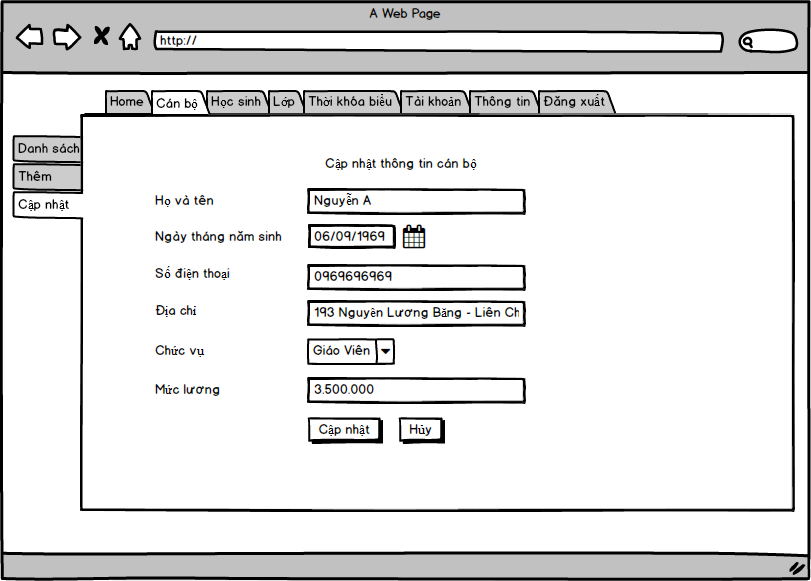 A Web Page
http://
Home Cán bộ Học sinh Lớp Thời khóa biểu Tài khoản Thông tin Đăng xuất
Danh sách
Thêm
Cập nhật
Cập nhật thông tin cán bộ
Họ và tên Nguyễn A
Ngày tháng năm sinh 06/09/1969
Số điện thoại 0969696969
Địa chỉ 193 Nguyễn Lương Bằng - Liên Ch
Chức vụ Giáo Viên
Mức lương 3.500.000
Cập nhật Hủy